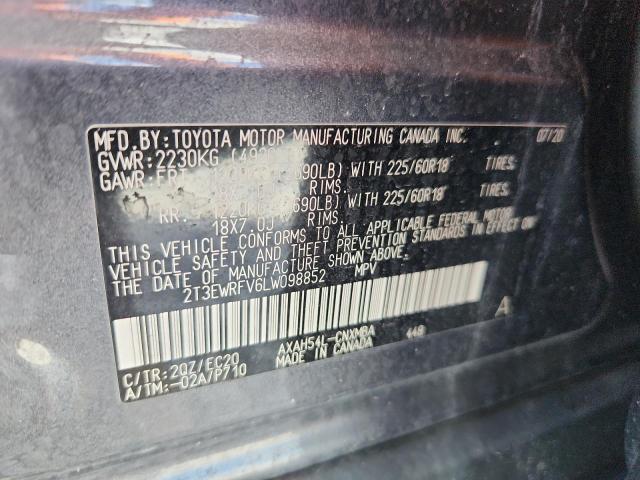 MFD.BY:TOYOTA MOTOR MANUFACTURING CANADA INC. 07/20
GVWR:2230KG
GAWR:FRT 690LB) WITH 225/60R18
RIMS. TIRES,
RR 690LB) WITH 225/60R18
18X7.0J RIMS. TIRES,
THIS VEHICLE CONFORMS TO ALL APPLICABLE FEDERAL MOTOR
VEHICLE SAFETY AND THEFT PREVENTION STANDARDS IN EFFECT ON
THE DATE OF MANUFACTURE SHOWN ABOVE.
2T3EWRFV6LW098852 MPV
A
C/TR:2QZ/EC20 AXAH54L-CNXMBA 448
A/TM:-02A/P710 MADE IN CANADA